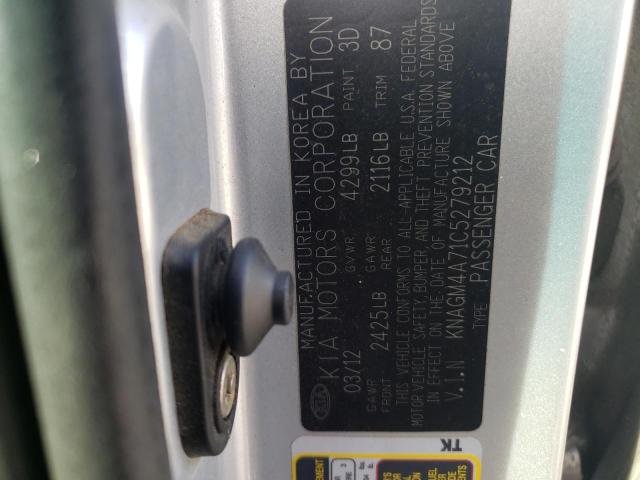 MANUFACTURED IN KOREA BY
KIA MOTORS CORPORATION
03/12 GVWR 4299LB PAINT 3D
GAWR FRONT 2425LB GAWR REAR 2116LB TRIM 87
THIS VEHICLE CONFORMS TO ALL APPLICABLE U.S.A. FEDERAL
MOTOR VEHICLE SAFETY, BUMPER, AND THEFT PREVENTION STANDARDS
IN EFFECT ON THE DATE OF MANUFACTURE SHOWN ABOVE
V.I.N KNAGM4A71C5279212
TYPE PASSENGER CAR
KIA
TK